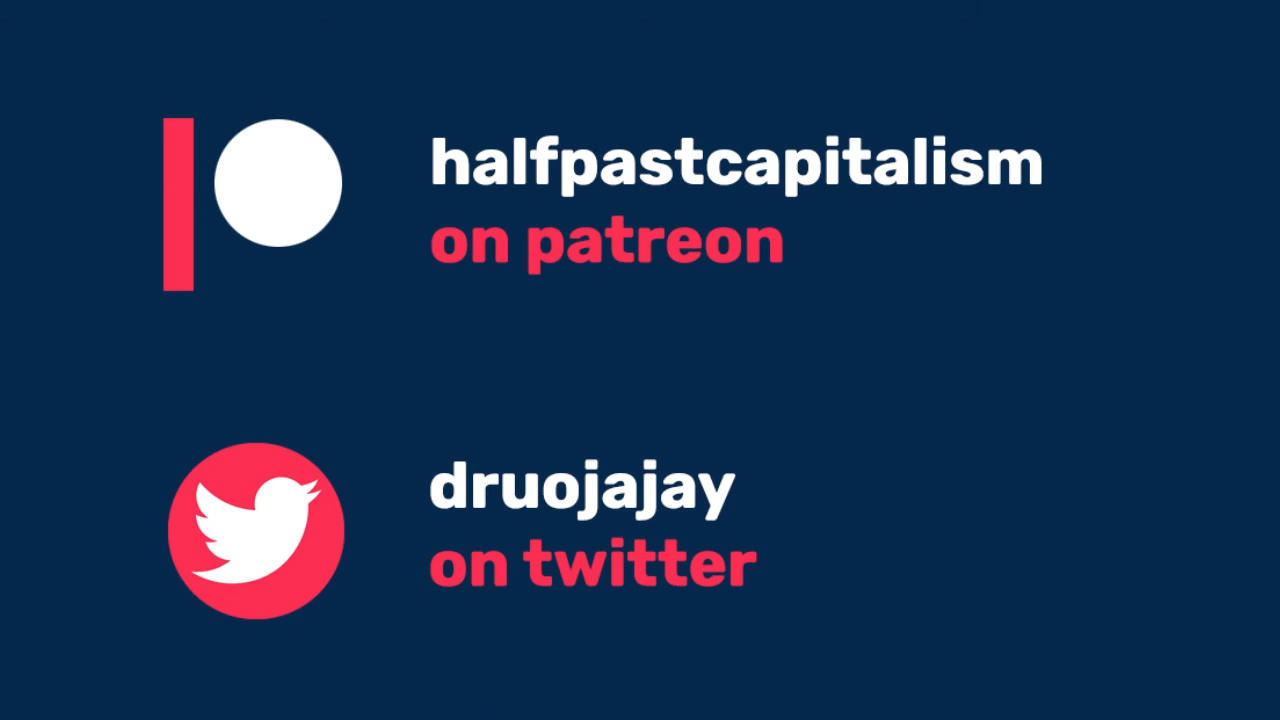 halfpastcapitalism
on patreon
druojajay
on twitter